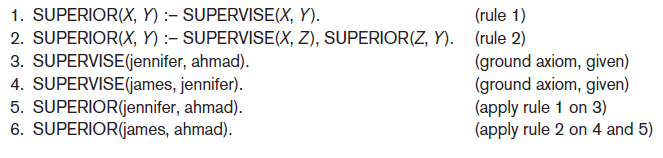 1. SUPERIOR(X, Y) :– SUPERVISE(X, Y). (rule 1)
2. SUPERIOR(X, Y) :– SUPERVISE(X, Z), SUPERIOR(Z, Y). (rule 2)
3. SUPERVISE(jennifer, ahmad). (ground axiom, given)
4. SUPERVISE(james, jennifer). (ground axiom, given)
5. SUPERIOR(jennifer, ahmad). (apply rule 1 on 3)
6. SUPERIOR(james, ahmad). (apply rule 2 on 4 and 5)